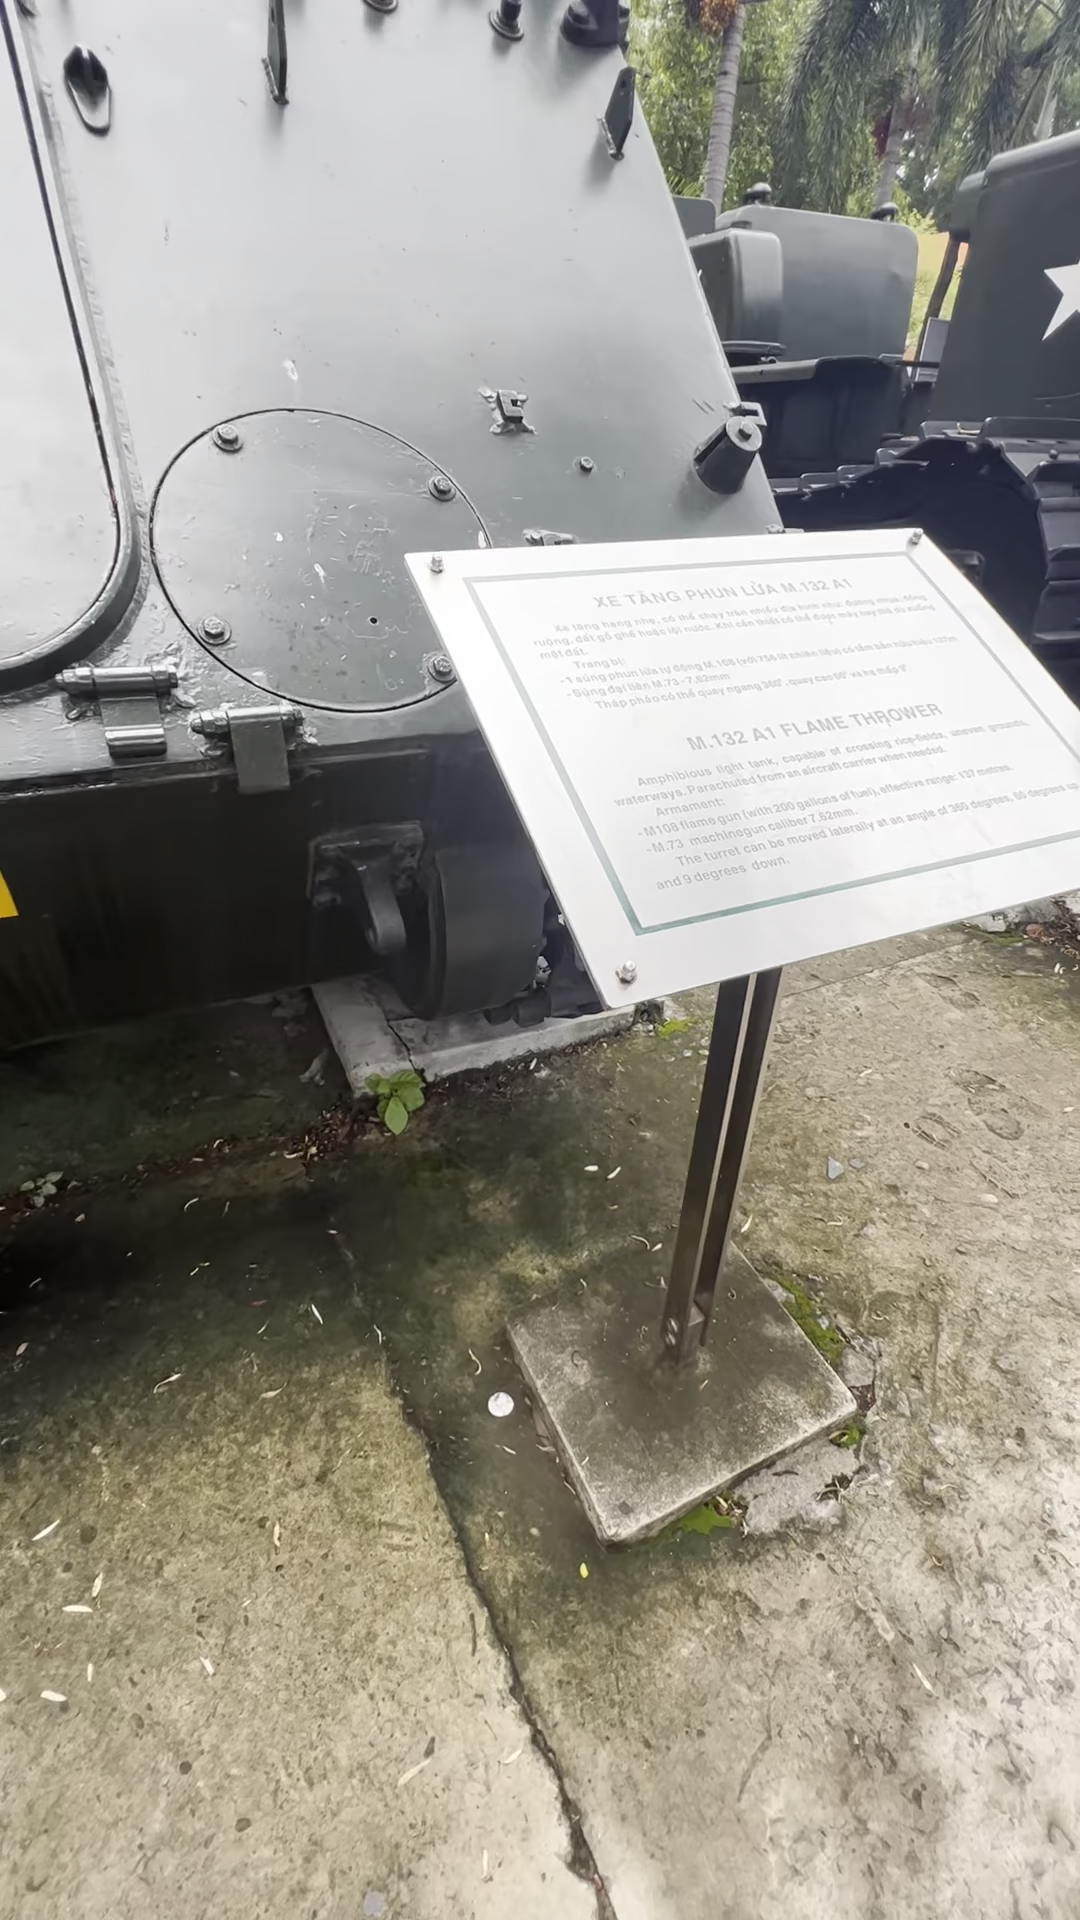 XE TĂNG PHUN LỬA M.132 A1
Xe tăng hạng nhẹ, có thể chạy trên nhiều địa hình như: đường nhựa, đồng
ruộng, đất gồ ghề hoặc lội nước. Khi cần thiết có thể được máy bay thả dù xuống
mặt đất.
Trang bị:
- 1 súng phun lửa tự động M.108 (với 756 lít nhiên liệu) có tầm bắn hữu hiệu 137m
- Súng đại liên M.73 - 7.62mm
Tháp pháo có thể quay ngang 360°, quay cao 60° và hạ thấp 9°
M.132 A1 FLAME THROWER
Amphibious light tank, capable of crossing rice-fields, uneven grounds,
waterways. Parachuted from an aircraft carrier when needed.
Armament:
- M108 flame gun (with 200 gallons of fuel), effective range: 137 metres.
- M.73 machinegun caliber 7.62mm.
The turret can be moved laterally at an angle of 360 degrees, 60 degrees up
and 9 degrees down.